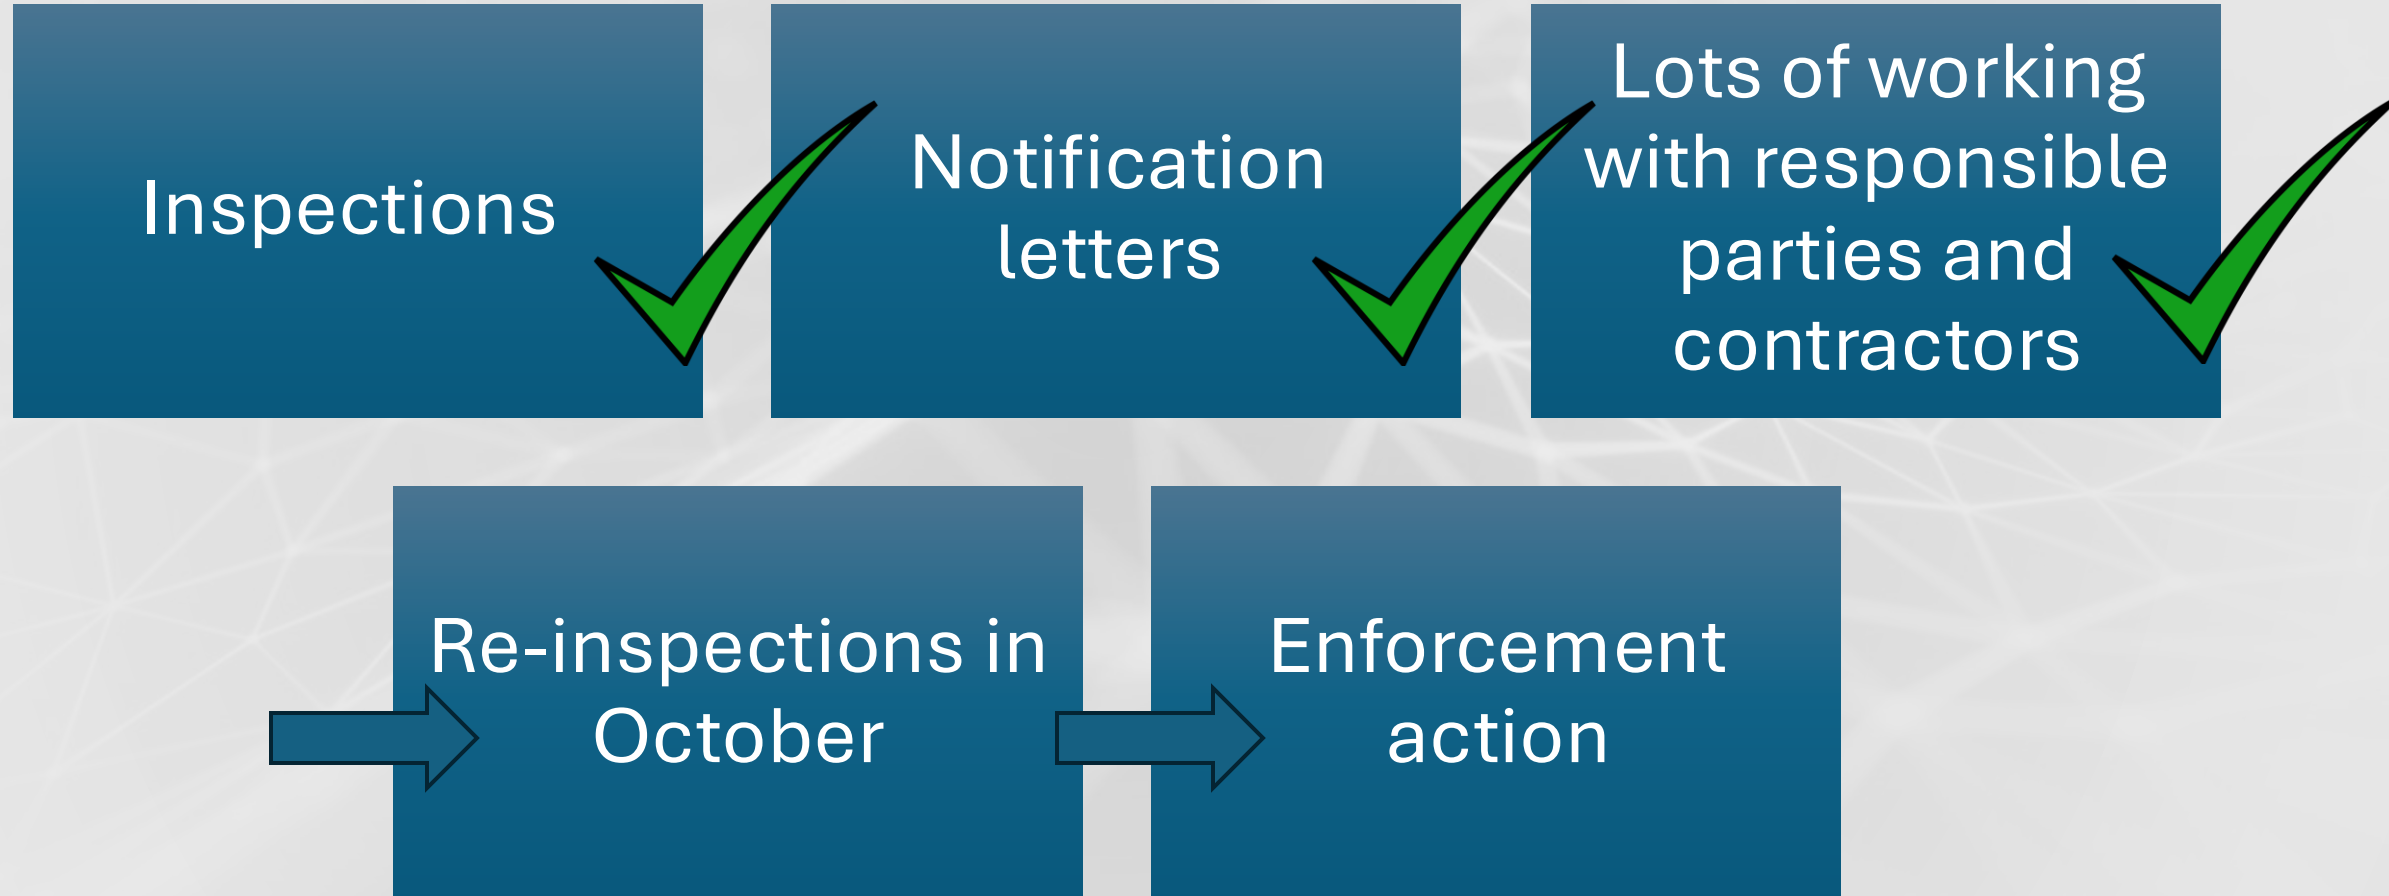 Inspections
Notification
letters
Lots of working
with responsible
parties and
contractors
Re-inspections in
October
Enforcement
action